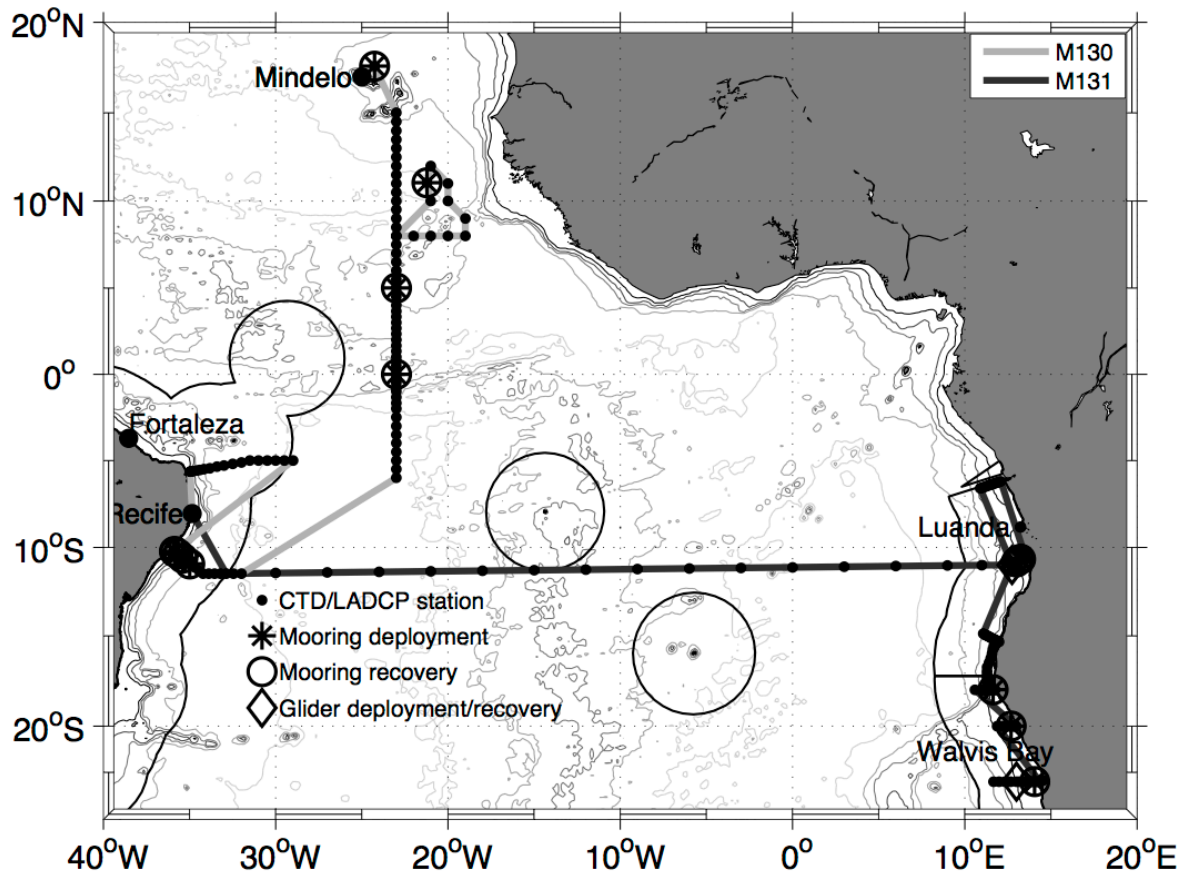 20°N
10°N
0°
10°S
20°S
M130
M131
Mindelo
Fortaleza
Recife
Luanda
Walvis Bay
CTD/LADCP station
Mooring deployment
Mooring recovery
Glider deployment/recovery
40°W 30°W 20°W 10°W 0° 10°E 20°E